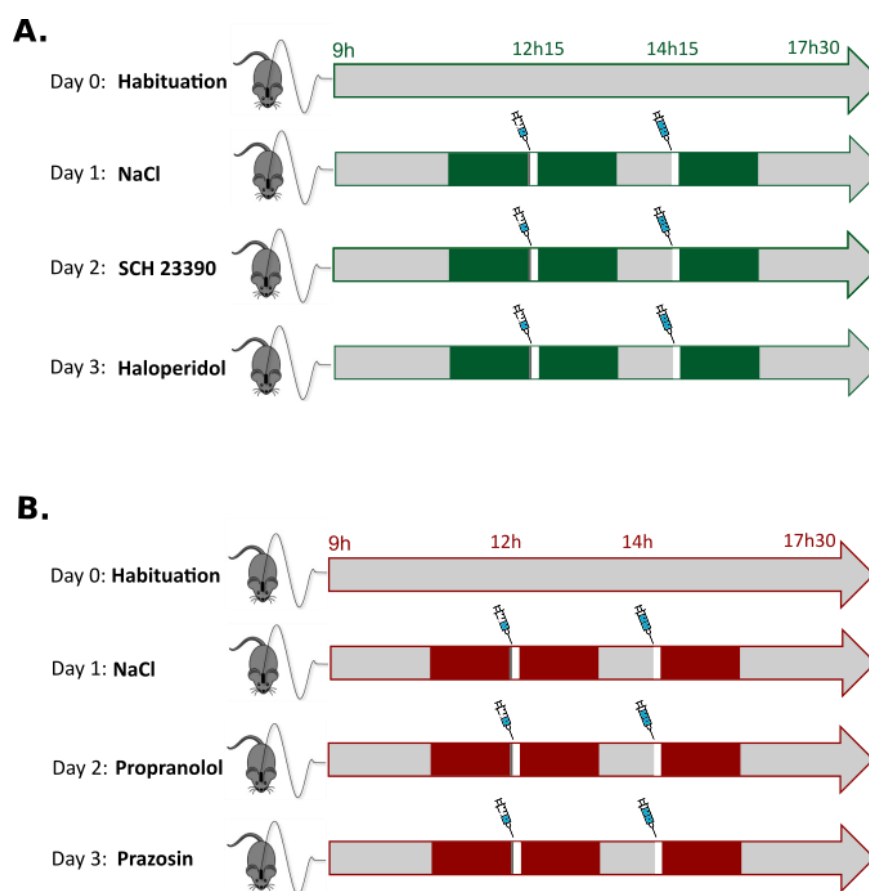 A.
9h 12h15 14h15 17h30
Day 0: Habituation
Day 1: NaCl
Day 2: SCH 23390
Day 3: Haloperidol
B.
9h 12h 14h 17h30
Day 0: Habituation
Day 1: NaCl
Day 2: Propranolol
Day 3: Prazosin